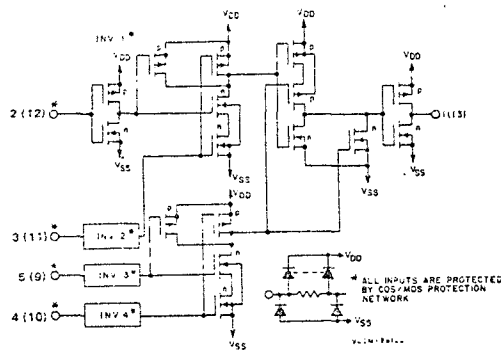 INV 1*
VDD
VDD
VDD
p
p
p
p
p
p
n
n
n
n
n
n
2 (12) *
1(13)
VSS
VSS
VSS
VSS
VDD
3 (11) *
INV 2*
5 (9) *
INV 3*
4 (10) *
INV 4*
p
p
n
n
VSS
VDD
VSS
* ALL INPUTS ARE PROTECTED
BY COS/MOS PROTECTION
NETWORK